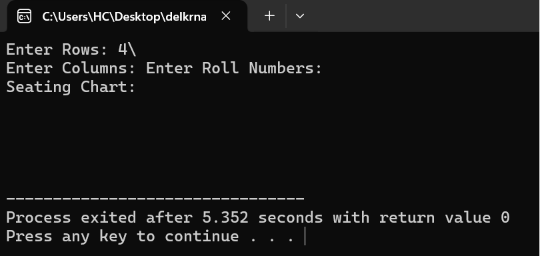 C:\Users\HC\Desktop\delkrna
Enter Rows: 4\
Enter Columns: Enter Roll Numbers:
Seating Chart:
--------------------------------
Process exited after 5.352 seconds with return value 0
Press any key to continue . . .